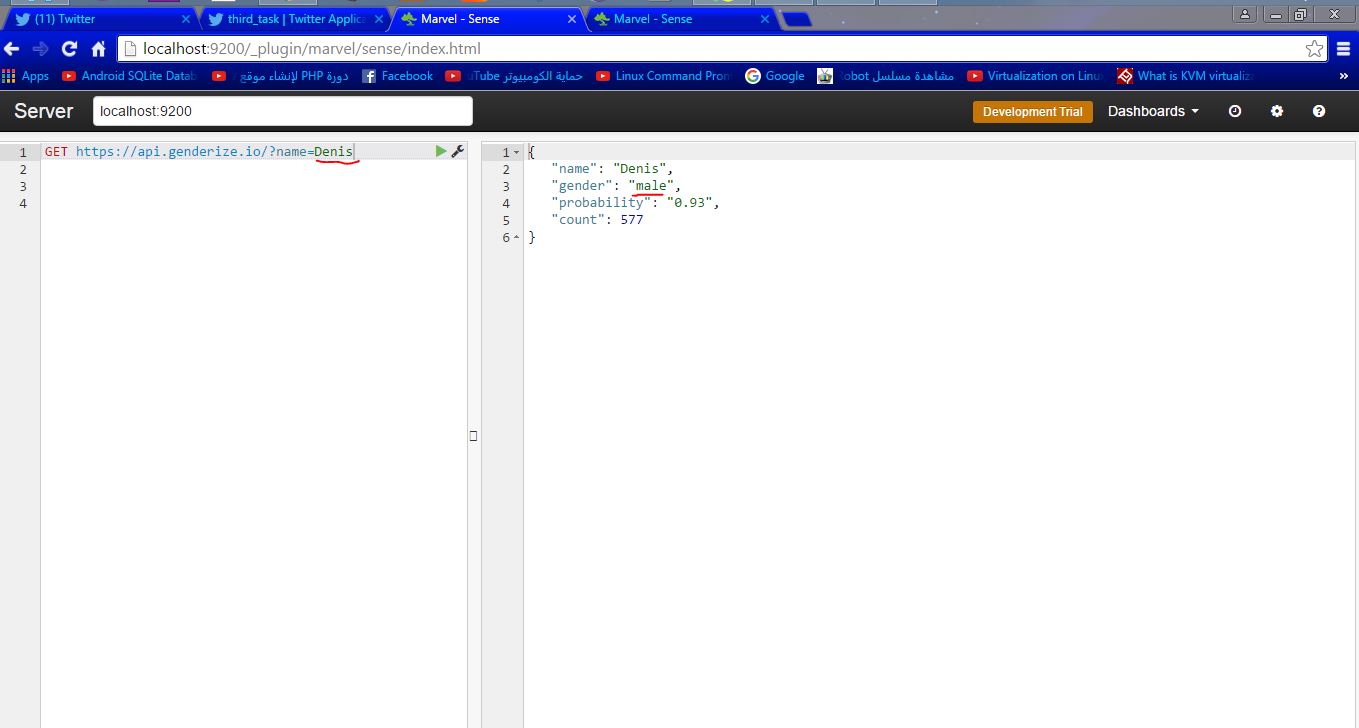 (11) Twitter
third_task | Twitter Applica
Marvel - Sense
Marvel - Sense
localhost:9200/_plugin/marvel/sense/index.html
Apps
Android SQLite Datab
دورة PHP لإنشاء موقع
Facebook
حماية الكومبيوتر uTube
Linux Command Prom
Google
مشاهدة مسلسل Robot
Virtualization on Linu
What is KVM virtualiza
»
Server
localhost:9200
Development Trial
Dashboards
1 GET https://api.genderize.io/?name=Denis
2
3
4
1 {
2 "name": "Denis",
3 "gender": "male",
4 "probability": "0.93",
5 "count": 577
6 }